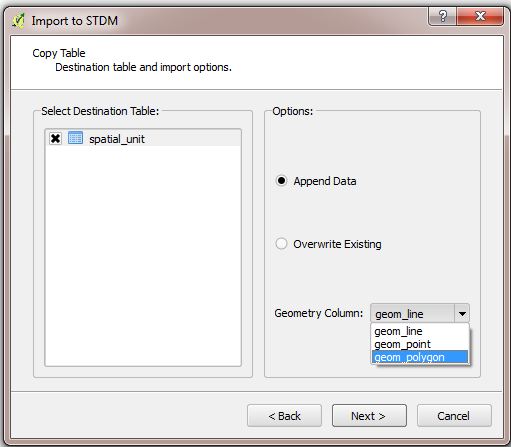 Import to STDM
?
X
Copy Table
Destination table and import options.
Select Destination Table:
spatial_unit
Options:
Append Data
Overwrite Existing
Geometry Column:
geom_line
geom_line
geom_point
geom_polygon
< Back
Next >
Cancel